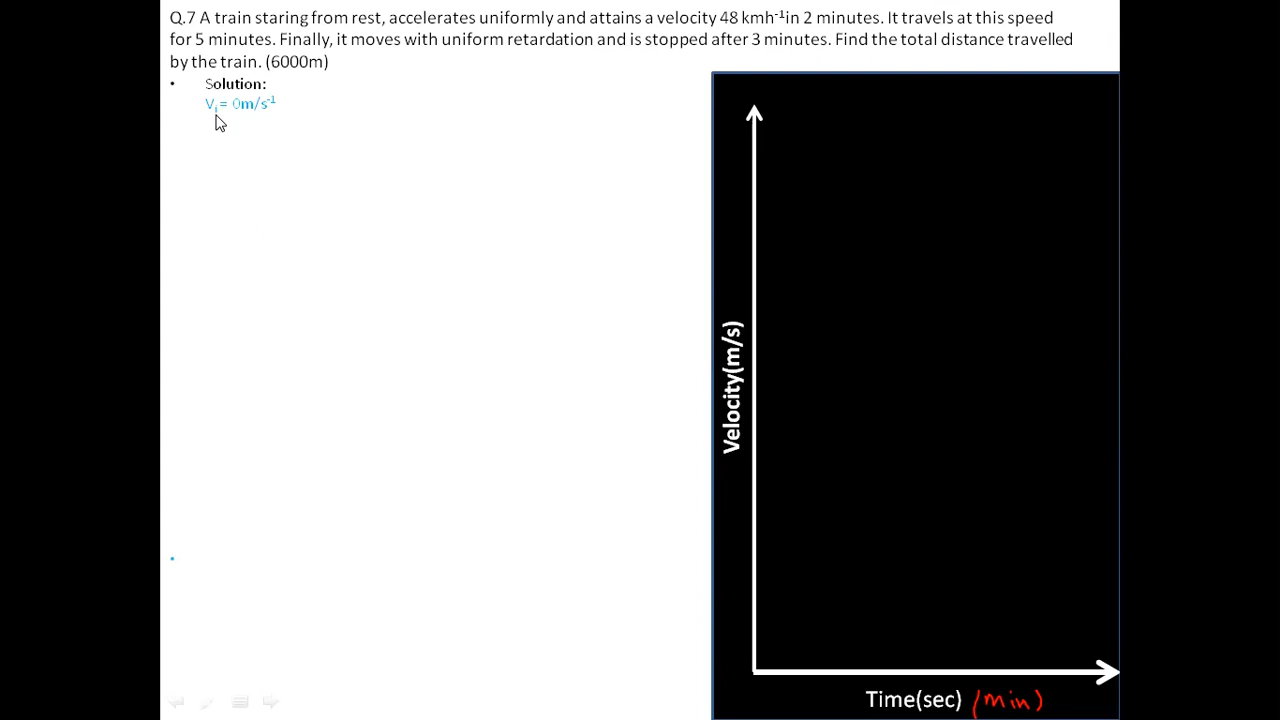 Q.7 A train staring from rest, accelerates uniformly and attains a velocity 48 kmh⁻¹in 2 minutes. It travels at this speed
for 5 minutes. Finally, it moves with uniform retardation and is stopped after 3 minutes. Find the total distance travelled
by the train. (6000m)
• Solution:
Vᵢ= 0m/s⁻¹
Velocity(m/s)
Time(sec) (min)